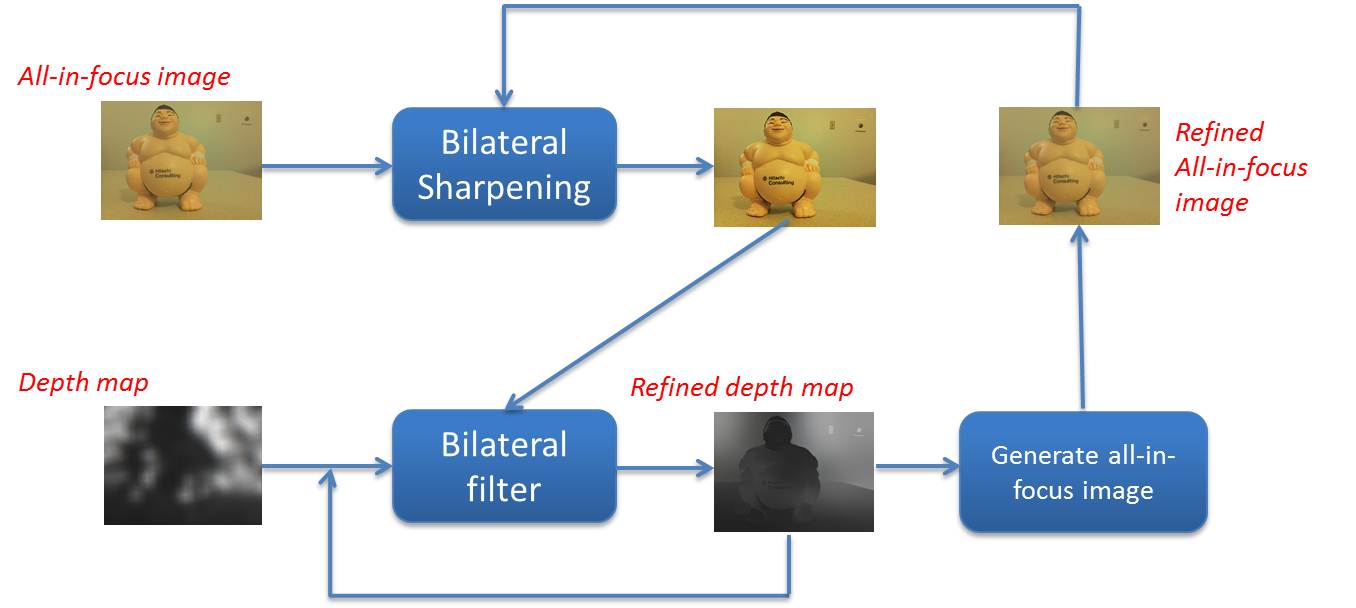 All-in-focus image
Bilateral
Sharpening
Hitachi
Consulting
Hitachi
Consulting
Hitachi
Consulting
Refined
All-in-focus
image
Depth map
Refined depth map
Bilateral
filter
Generate all-in-
focus image